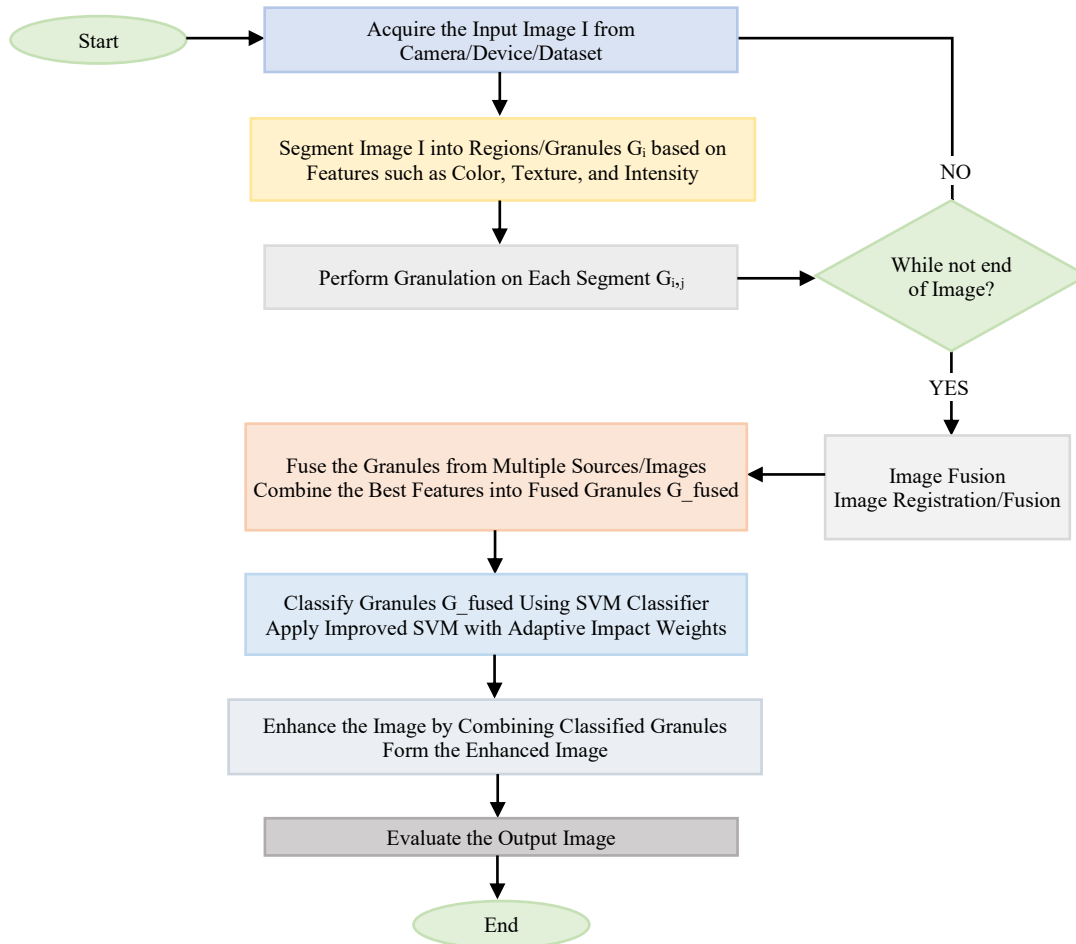 Start
Acquire the Input Image I from
Camera/Device/Dataset
Segment Image I into Regions/Granules Gᵢ based on
Features such as Color, Texture, and Intensity
NO
Perform Granulation on Each Segment Gᵢ,ⱼ
While not end
of Image?
YES
Image Fusion
Image Registration/Fusion
Fuse the Granules from Multiple Sources/Images
Combine the Best Features into Fused Granules G_fused
Classify Granules G_fused Using SVM Classifier
Apply Improved SVM with Adaptive Impact Weights
Enhance the Image by Combining Classified Granules
Form the Enhanced Image
Evaluate the Output Image
End